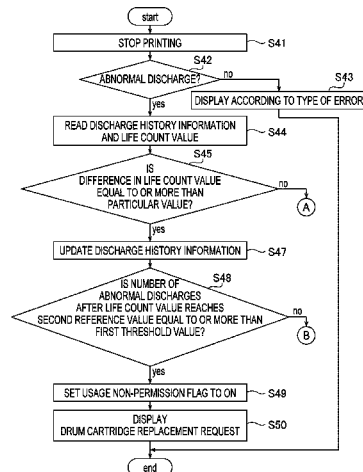 start
STOP PRINTING
S41
S42
ABNORMAL DISCHARGE?
no
S43
DISPLAY ACCORDING TO TYPE OF ERROR
yes
READ DISCHARGE HISTORY INFORMATION
AND LIFE COUNT VALUE
S44
S45
IS
DIFFERENCE IN LIFE COUNT VALUE
EQUAL TO OR MORE THAN
PARTICULAR VALUE?
no
A
yes
UPDATE DISCHARGE HISTORY INFORMATION
S47
S48
IS NUMBER OF
ABNORMAL DISCHARGES
AFTER LIFE COUNT VALUE REACHES
SECOND REFERENCE VALUE EQUAL TO OR MORE THAN
FIRST THRESHOLD VALUE?
no
B
yes
SET USAGE NON-PERMISSION FLAG TO ON
S49
DISPLAY
DRUM CARTRIDGE REPLACEMENT REQUEST
S50
end